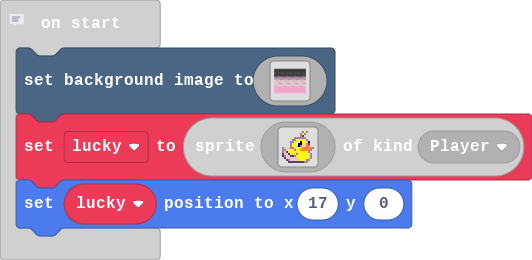 on start
set background image to
set lucky to sprite of kind Player
set lucky position to x 17 y 0